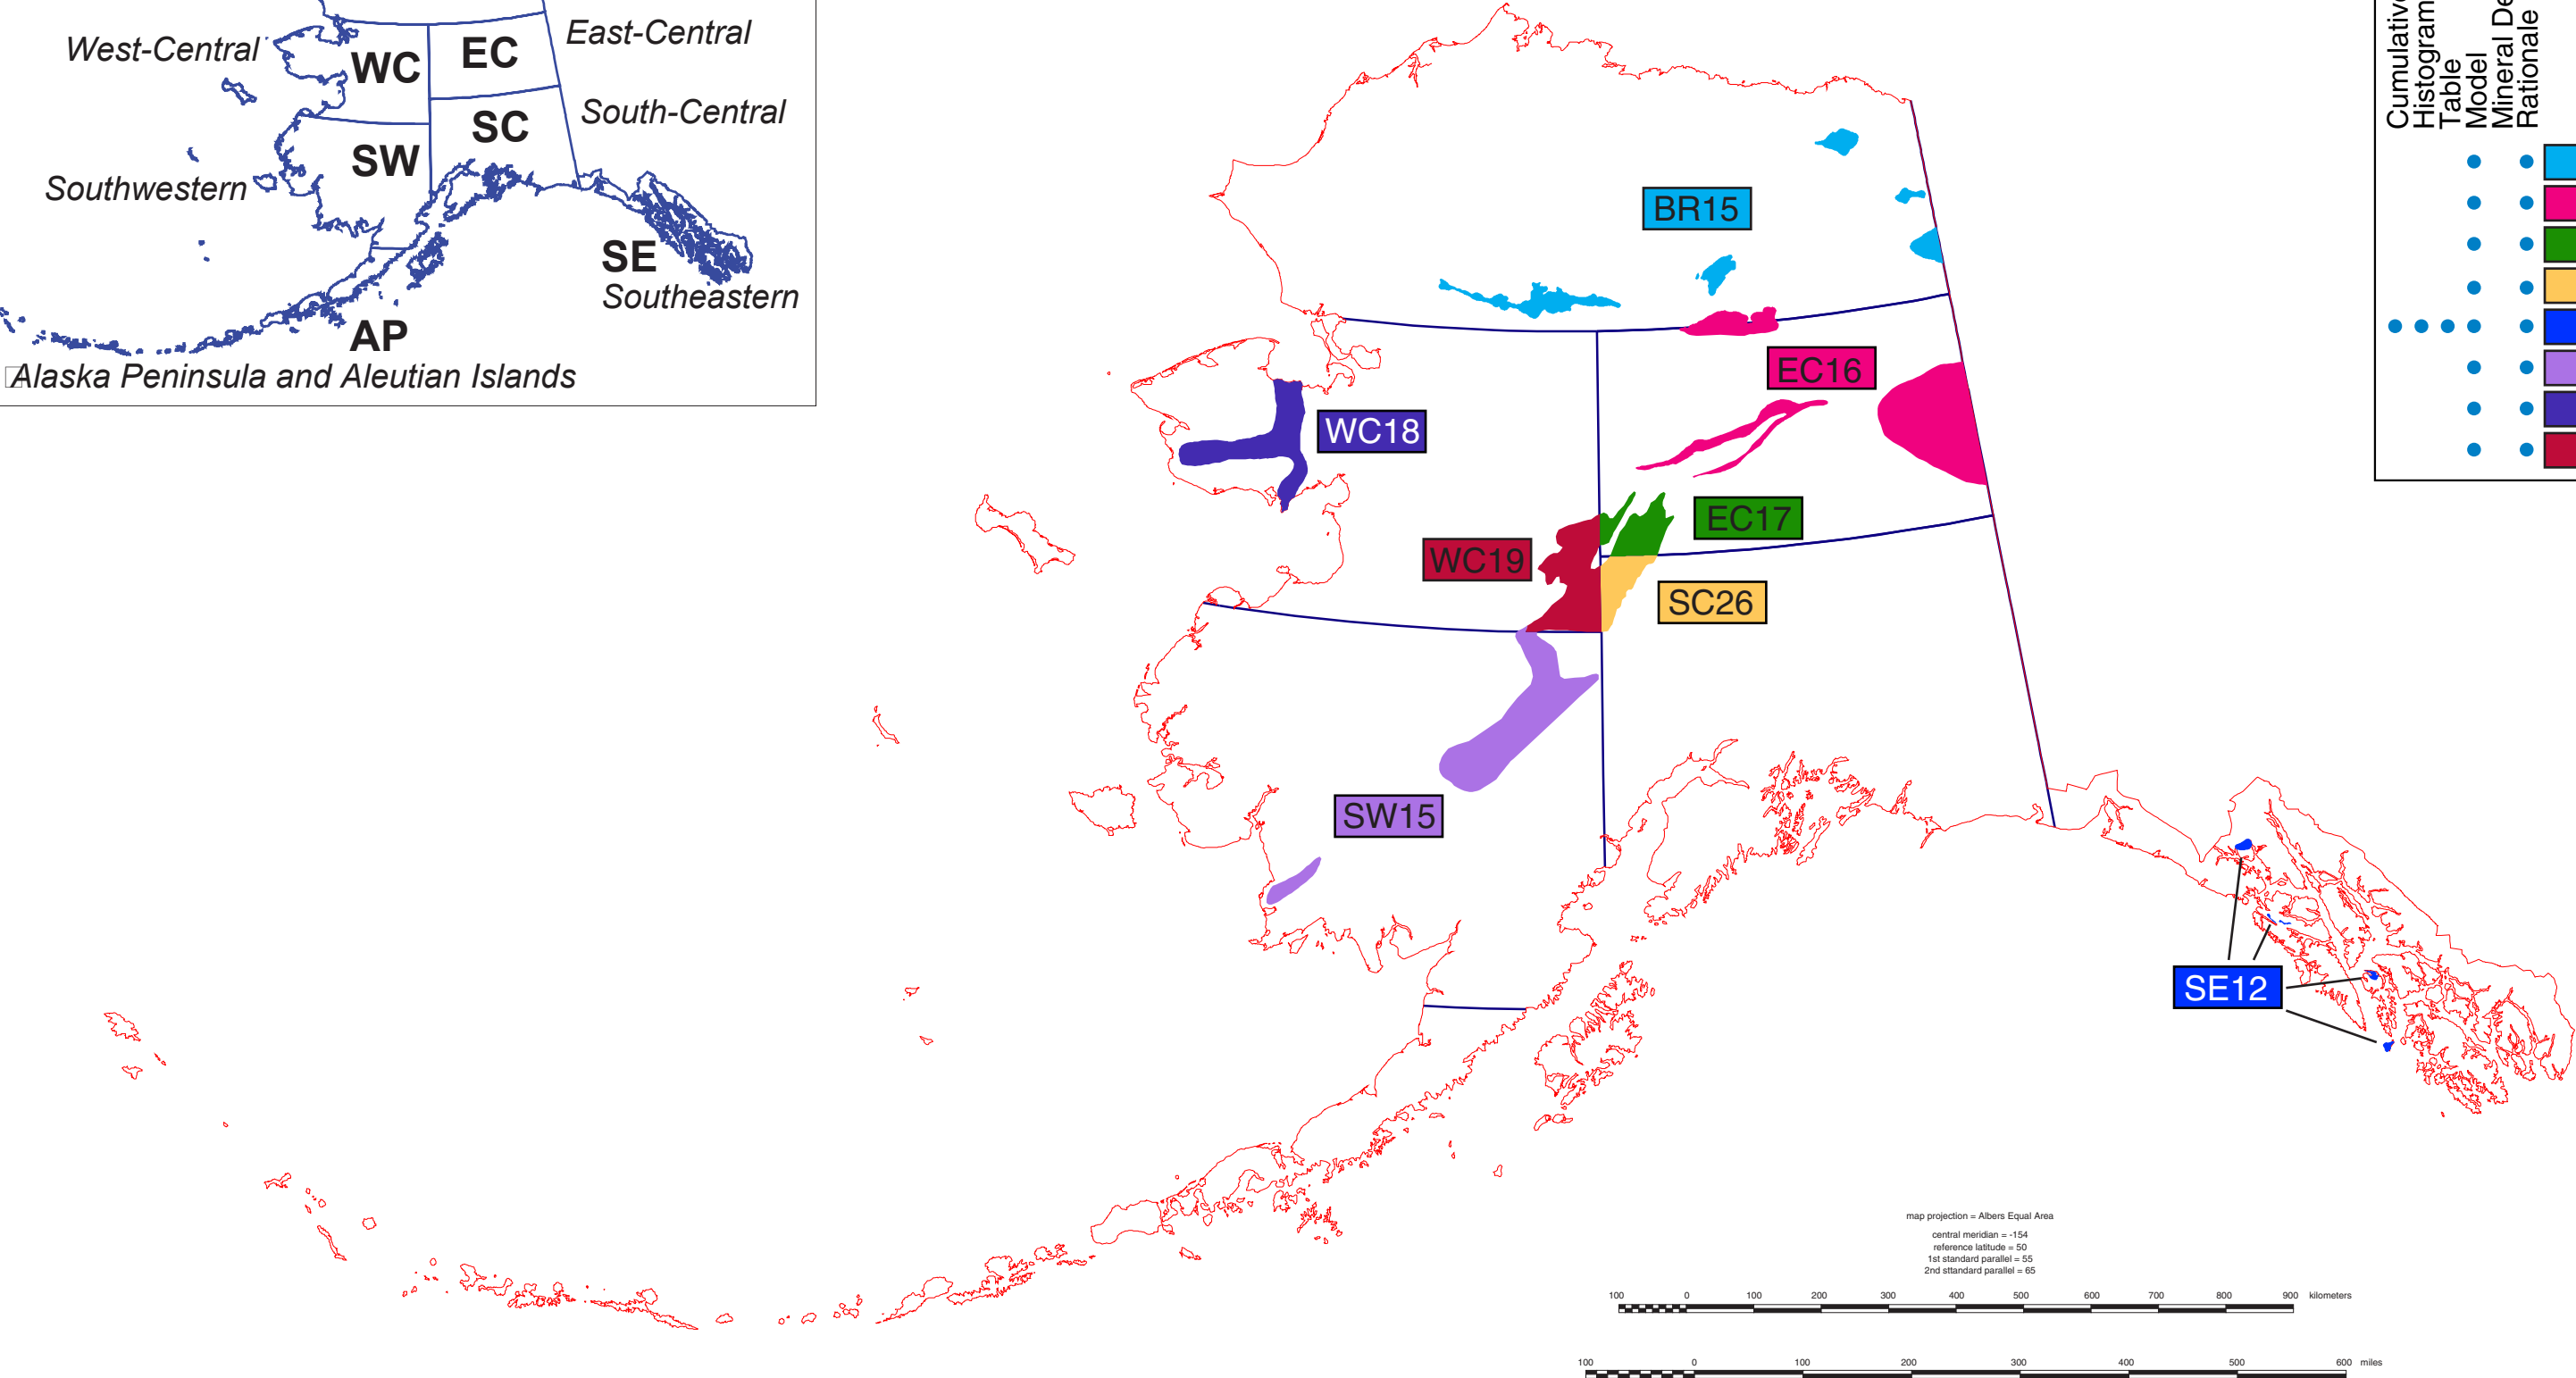 West-Central
WC
EC
East-Central
South-Central
SC
SW
Southwestern
SE
Southeastern
AP
Alaska Peninsula and Aleutian Islands
Histogram
Table
Model
Rationale
BR15
EC16
WC18
EC17
WC19
SC26
SW15
SE12
map projection = Albers Equal Area
central meridian = -154
reference latitude = 50
1st standard parallel = 55
2nd sttandard parallel = 65
100 0 100 200 300 400 500 600 700 800 900 kilometers
100 0 100 200 300 400 500 600 miles